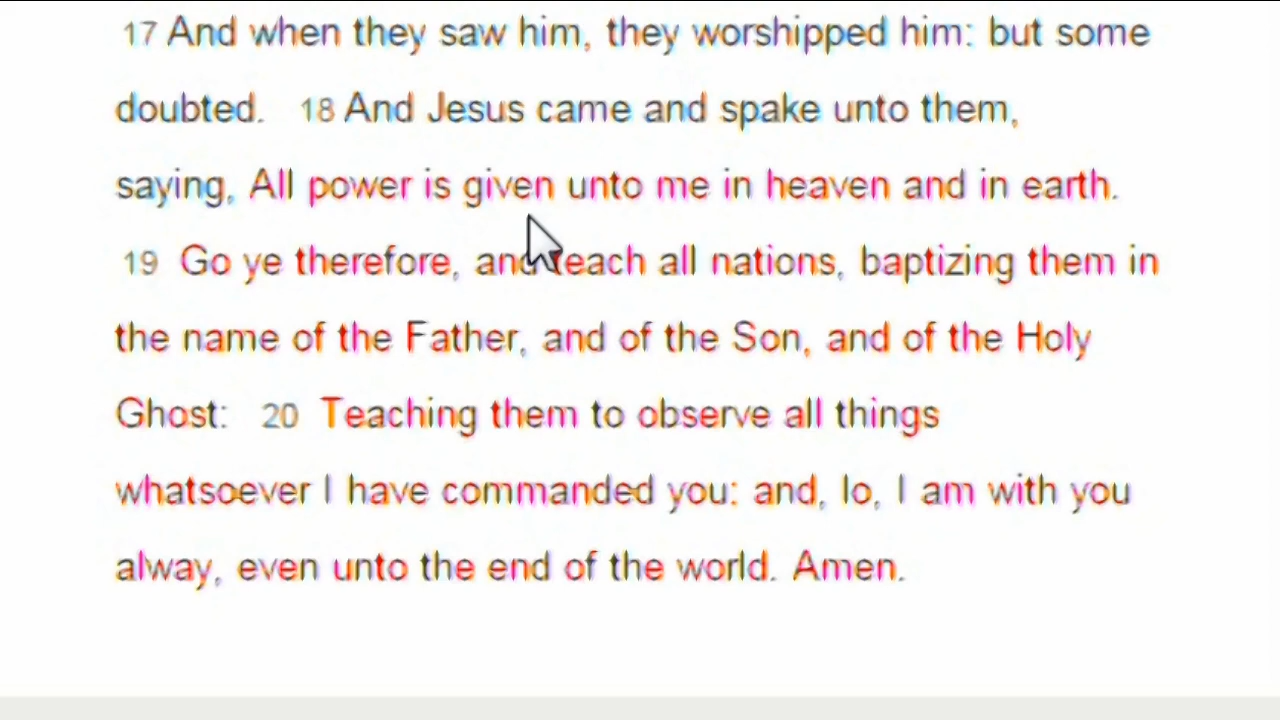 17 And when they saw him, they worshipped him: but some
doubted. 18 And Jesus came and spake unto them,
saying, All power is given unto me in heaven and in earth.
19 Go ye therefore, and teach all nations, baptizing them in
the name of the Father, and of the Son, and of the Holy
Ghost: 20 Teaching them to observe all things
whatsoever I have commanded you: and, lo, I am with you
alway, even unto the end of the world. Amen.